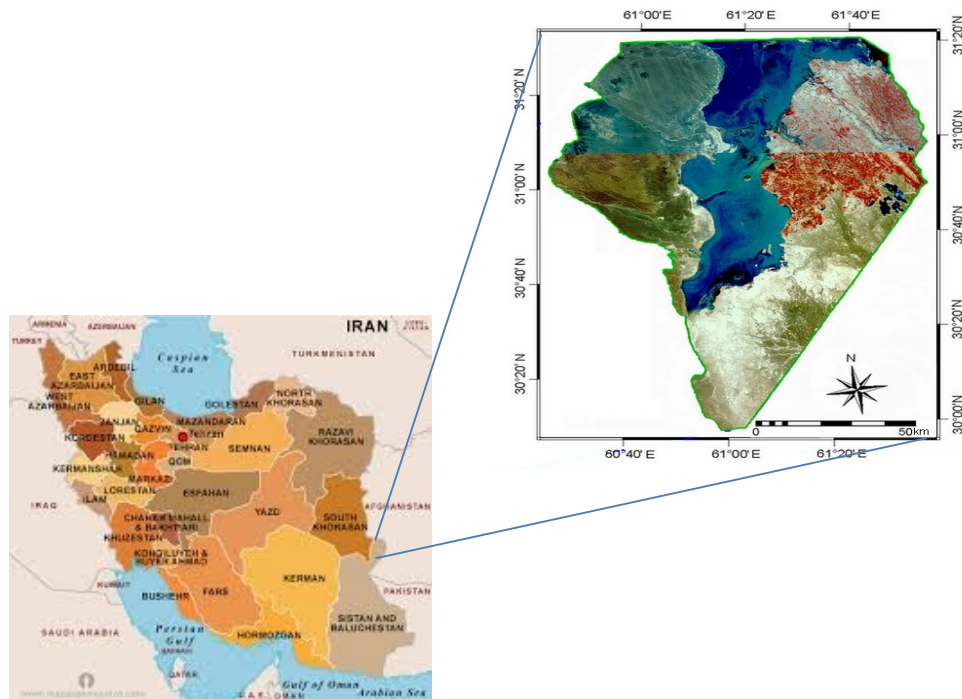 61°00' E 61°20' E 61°40' E
31°20'N
31°00'N
30°40'N
30°20'N
30°00'N
31°00'N
30°40'N
30°20'N
N
0 50km
60°40' E 61°00' E 61°20' E
IRAN
ARMENIA
AZERBAIJAN
TURKEY
Caspian
Sea
TURKMENISTAN
ARDEBIL
EAST
AZARBAIJAN
WEST
AZARBAIJAN
GILAN
GOLESTAN
NORTH
KHORASAN
ZANJAN
QAZVIN
MAZANDARAN
Tehran
TEHRAN
KORDESTAN
HAMADAN
SEMNAN
RAZAVI
KHORASAN
QOM
KERMANSHAH
MARKAZI
LORESTAN
ILAM
ESFAHAN
IRAQ
AFGHANISTAN
YAZD
SOUTH
KHORASAN
CHAHAR MAHALL
& BAKHTIARI
KHUZESTAN
KOHGILUYEH &
BUYER AHMAD
KUWAIT
BUSHEHR
FARS
KERMAN
PAKISTAN
SISTAN AND
BALUCHESTAN
SAUDI ARABIA
Persian
Gulf
BAHRAIN
HORMOZGAN
QATAR
Gulf of Oman
U.A.E.
OMAN
Arabian Sea